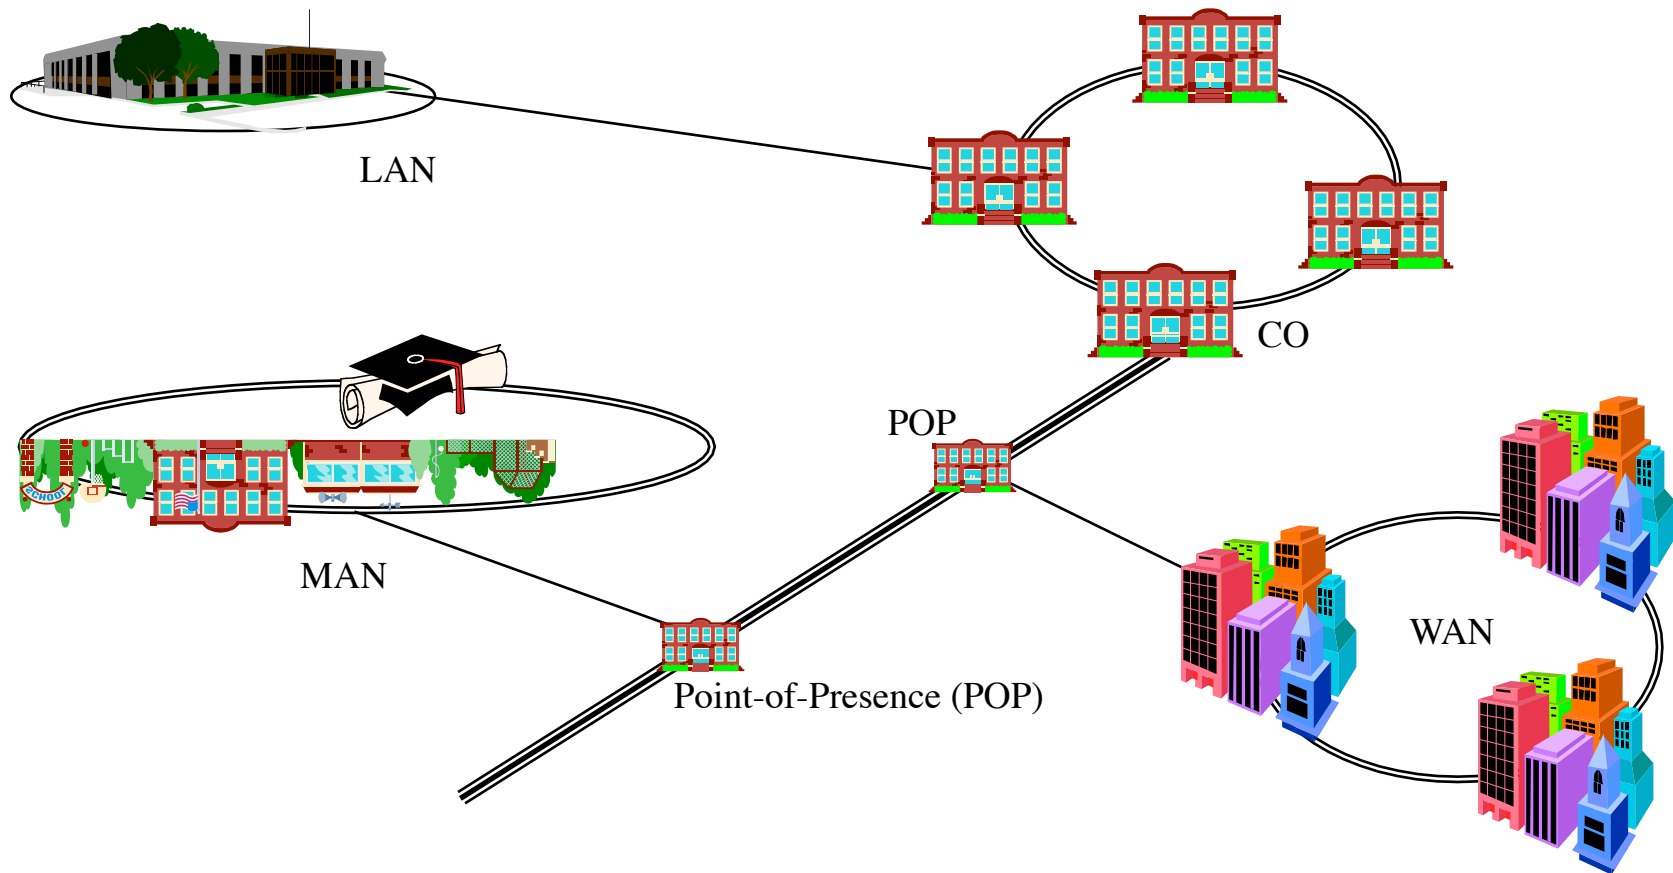 LAN
CO
POP
SCHOOL
MAN
WAN
Point-of-Presence (POP)